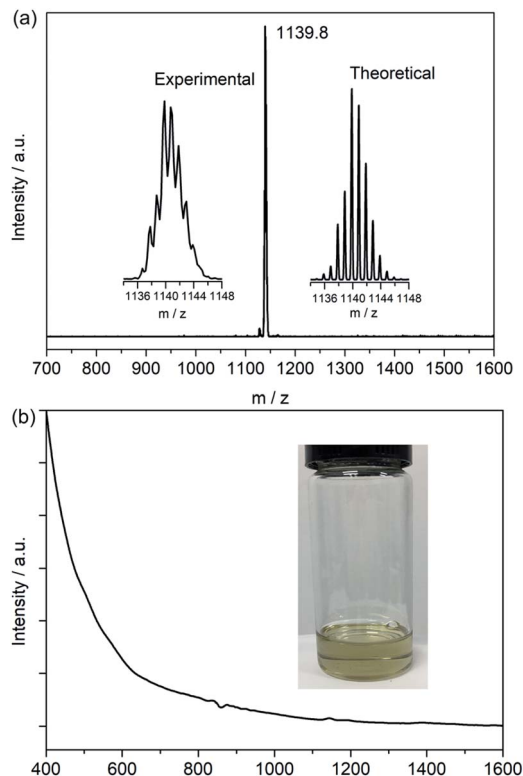 (a)
1139.8
Experimental
Theoretical
Intensity / a.u.
1136 1140 1144 1148
m / z
1136 1140 1144 1148
m / z
700 800 900 1000 1100 1200 1300 1400 1500 1600
m / z
(b)
Intensity / a.u.
400 600 800 1000 1200 1400 1600